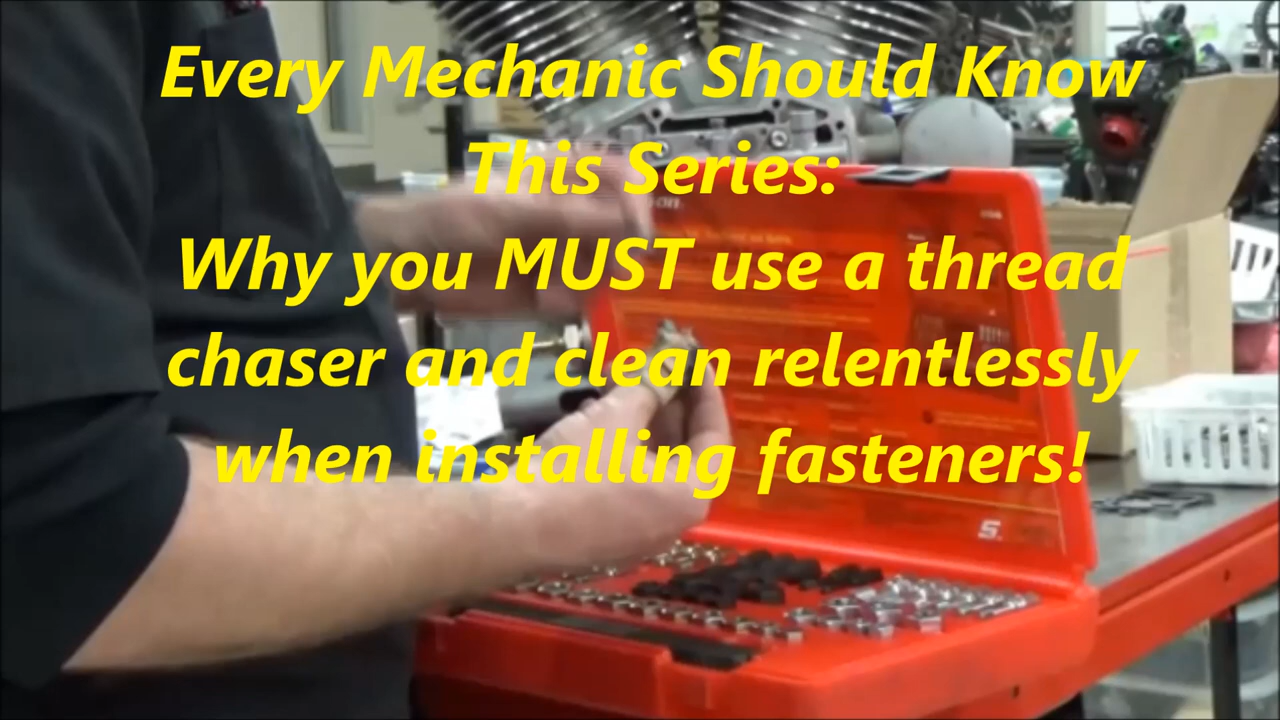 Every Mechanic Should Know
This Series:
Why you MUST use a thread
chaser and clean relentlessly
when installing fasteners!